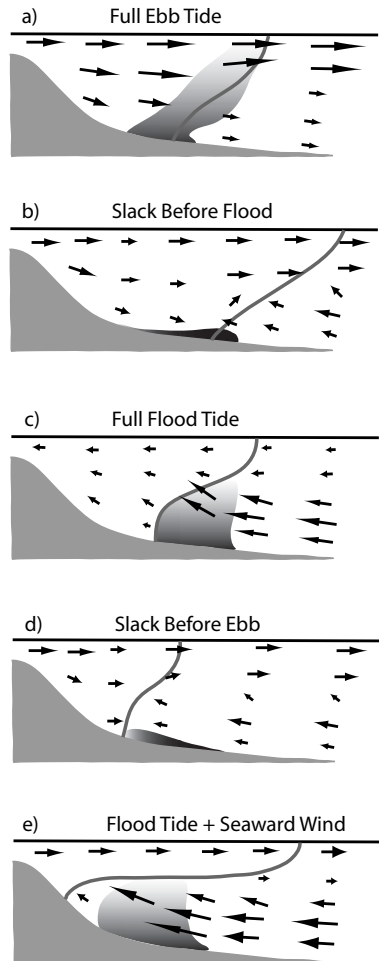 a) Full Ebb Tide
b) Slack Before Flood
c) Full Flood Tide
d) Slack Before Ebb
e) Flood Tide + Seaward Wind